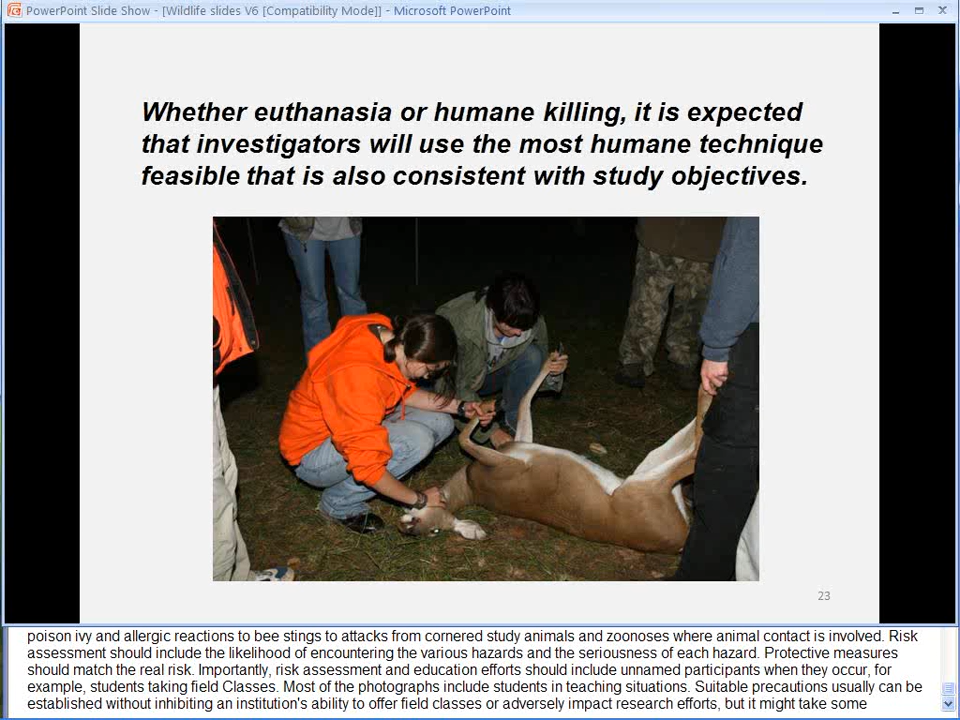 PowerPoint Slide Show - [Wildlife slides V6 [Compatibility Mode]] - Microsoft PowerPoint
Whether euthanasia or humane killing, it is expected
that investigators will use the most humane technique
feasible that is also consistent with study objectives.
23
poison ivy and allergic reactions to bee stings to attacks from cornered study animals and zoonoses where animal contact is involved. Risk
assessment should include the likelihood of encountering the various hazards and the seriousness of each hazard. Protective measures
should match the real risk. Importantly, risk assessment and education efforts should include unnamed participants when they occur, for
example, students taking field Classes. Most of the photographs include students in teaching situations. Suitable precautions usually can be
established without inhibiting an institution's ability to offer field classes or adversely impact research efforts, but it might take some